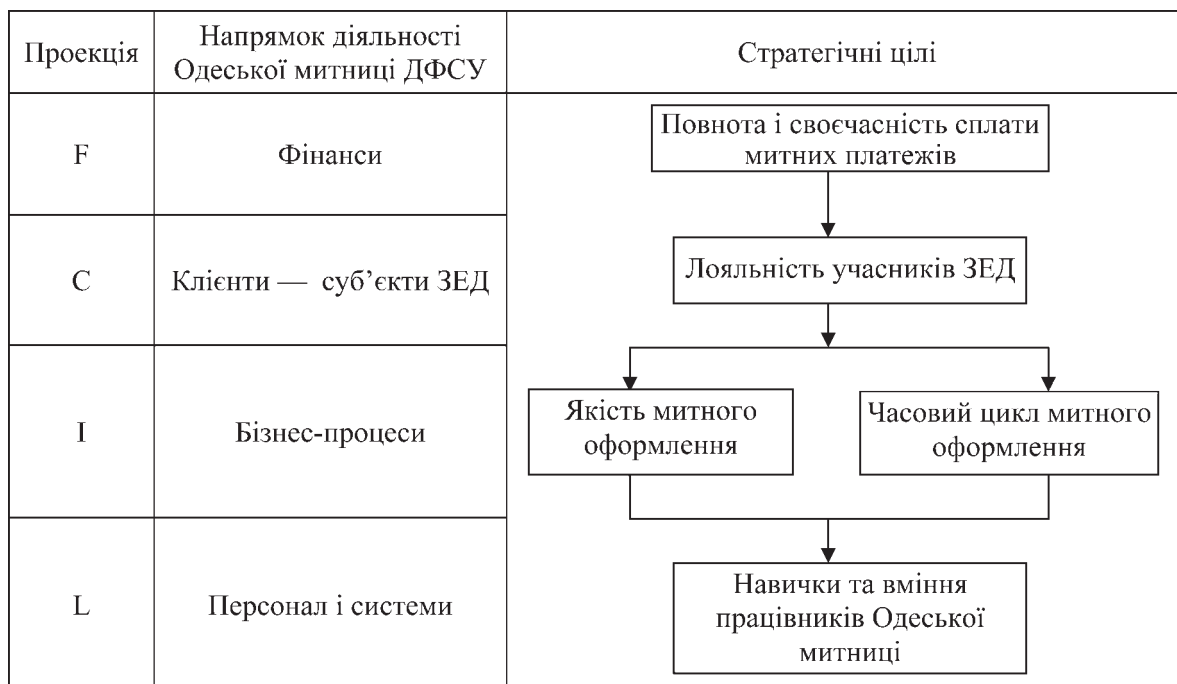 Проекція
Напрямок діяльності
Одеської митниці ДФСУ
Стратегічні цілі
F
Фінанси
Повнота і своєчасність сплати
митних платежів
C
Клієнти — суб’єкти ЗЕД
Лояльність учасників ЗЕД
I
Бізнес-процеси
Якість митного
оформлення
Часовий цикл митного
оформлення
L
Персонал і системи
Навички та вміння
працівників Одеської
митниці